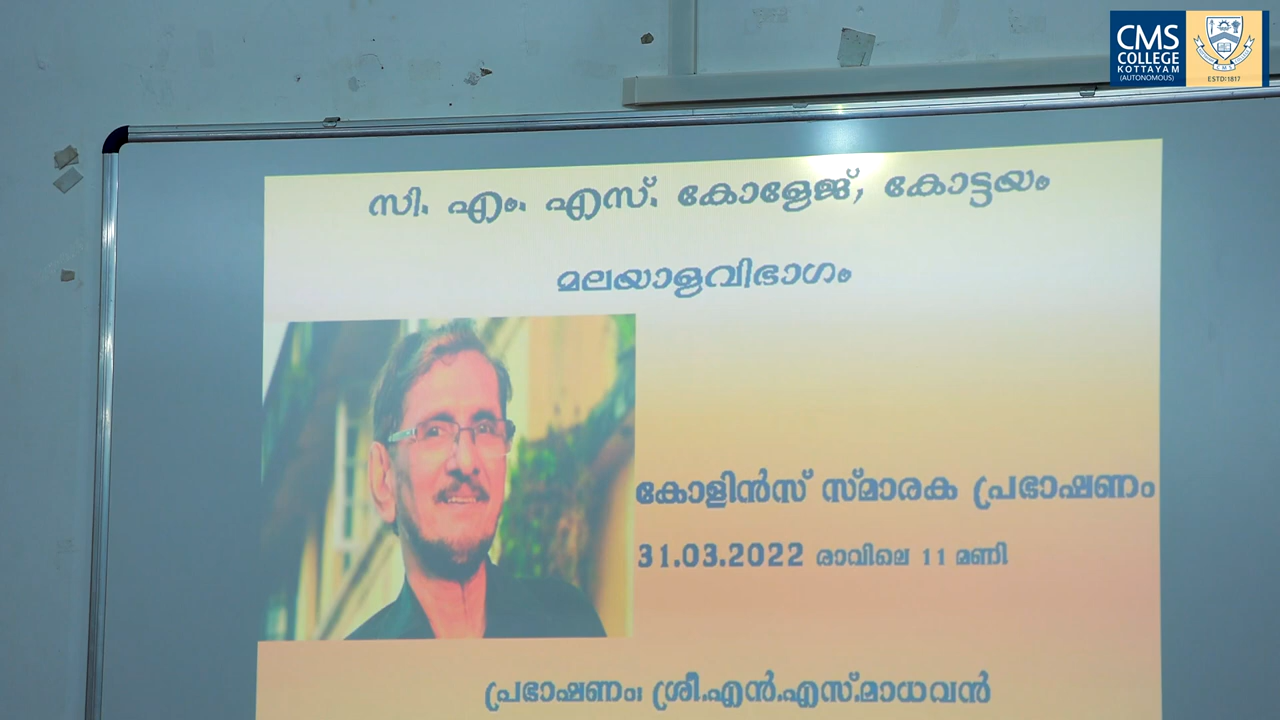 CMS
COLLEGE
KOTTAYAM
(AUTONOMOUS)
ESTD:1817
സി. എം. എസ്. കോളേജ്, കോട്ടയം
മലയാളവിഭാഗം
കോളിൻസ് സ്മാരക പ്രഭാഷണം
31.03.2022 രാവിലെ 11 മണി
പ്രഭാഷണം: ശ്രീ.എൻ.എസ്.മാധവൻ